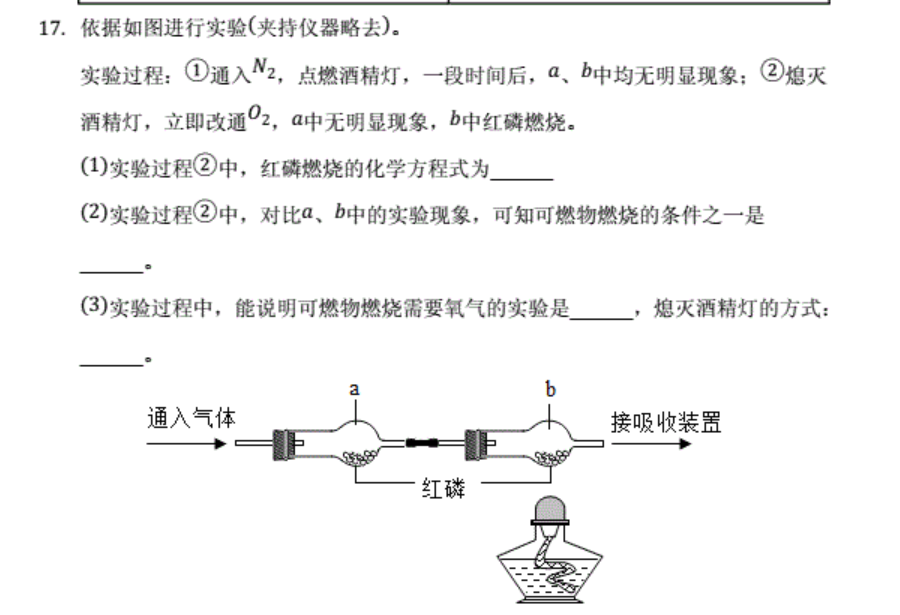 17. 依据如图进行实验(夹持仪器略去)。
实验过程：①通入N₂，点燃酒精灯，一段时间后，a、b中均无明显现象；②熄灭
酒精灯，立即改通O₂，a中无明显现象，b中红磷燃烧。
(1)实验过程②中，红磷燃烧的化学方程式为______
(2)实验过程②中，对比a、b中的实验现象，可知可燃物燃烧的条件之一是
______。
(3)实验过程中，能说明可燃物燃烧需要氧气的实验是______，熄灭酒精灯的方式：
______。
a b
通入气体 接吸收装置
红磷